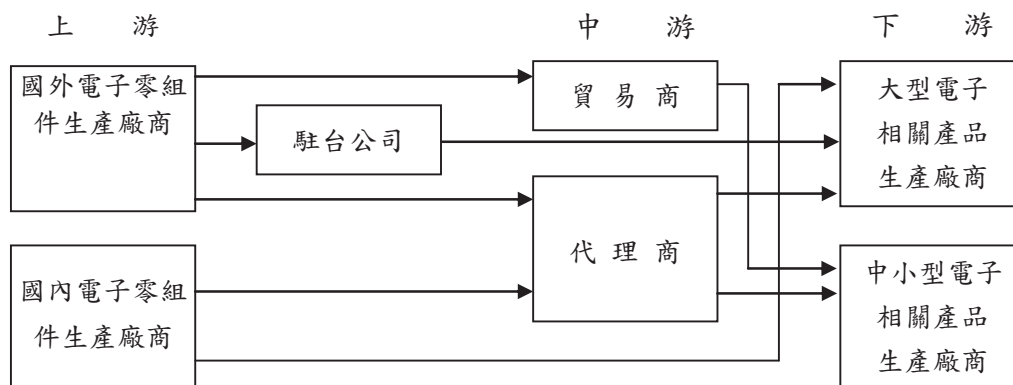 上 游
中 游
下 游
國外電子零組
件生產廠商
駐台公司
貿易商
大型電子
相關產品
生產廠商
代理商
國內電子零組
件生產廠商
中小型電子
相關產品
生產廠商